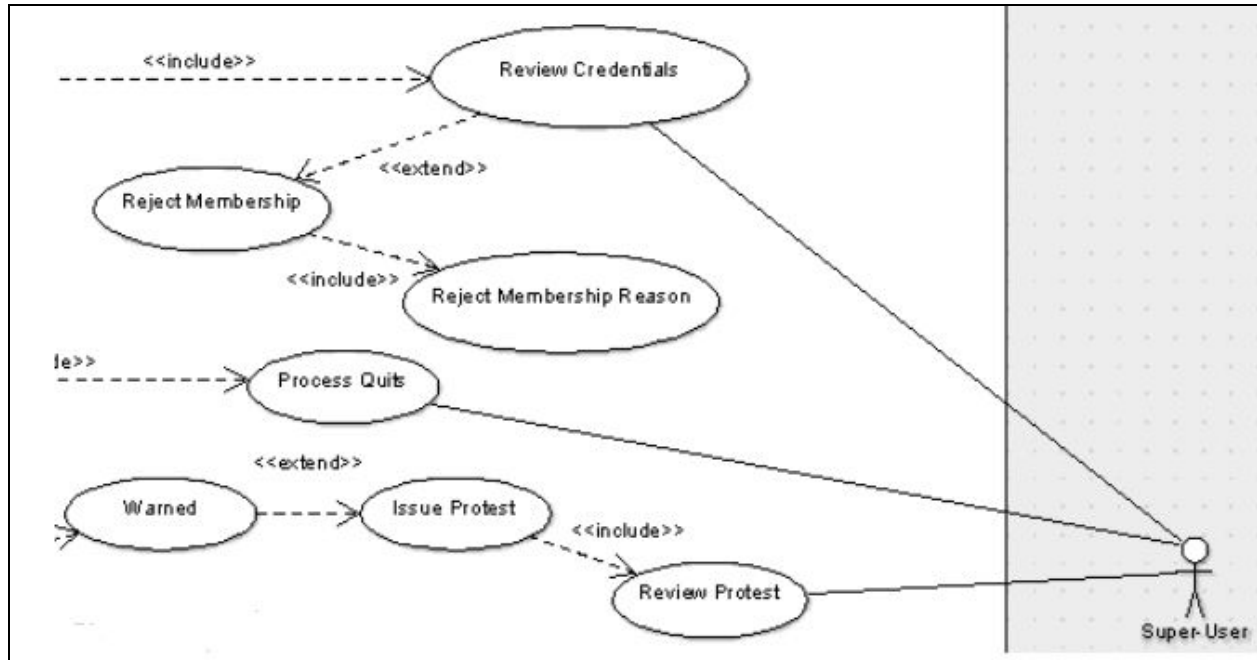 <<include>>
Review Credentials
<<extend>>
Reject Membership
<<include>>
Reject Membership Reason
de>>
Process Quits
<<extend>>
Warned
Issue Protest
<<include>>
Review Protest
Super-User